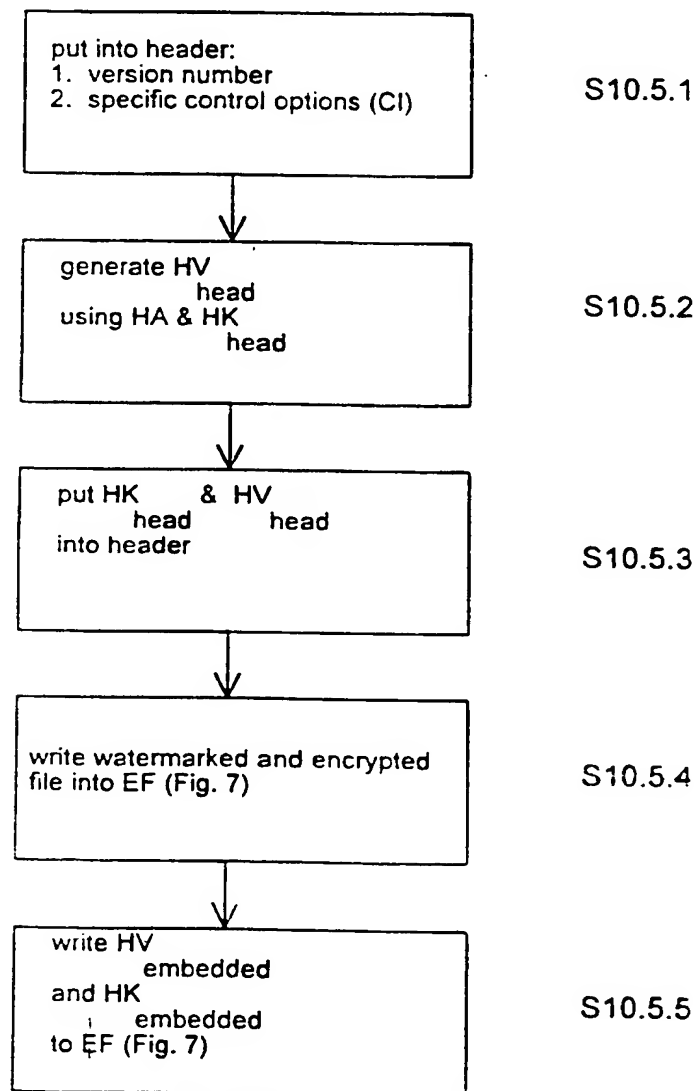 put into header:
1. version number
2. specific control options (CI)
S10.5.1
generate HV
head
using HA & HK
head
S10.5.2
put HK & HV
head head
into header
S10.5.3
write watermarked and encrypted
file into EF (Fig. 7)
S10.5.4
write HV
embedded
and HK
embedded
to EF (Fig. 7)
S10.5.5